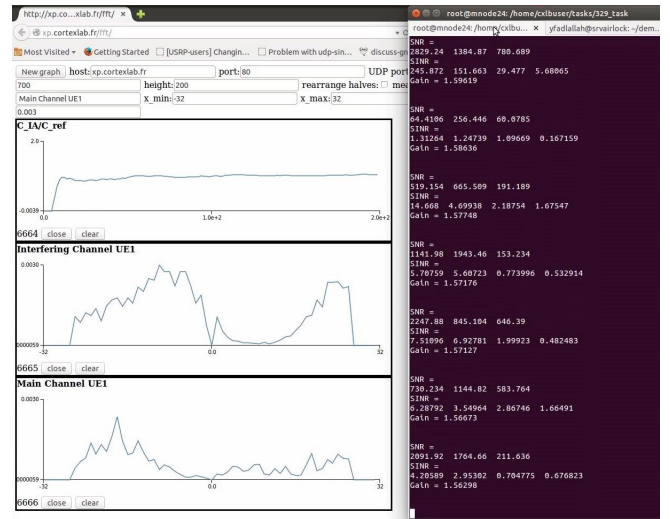 http://xp.co...xlab.fr/fft/
xp.cortexlab.fr/fft/
Most Visited
Getting Started
[USRP-users] Changin...
Problem with udp-sin...
discuss-gn
New graph host: xp.cortexlab.fr port: 80 UDP port
700 height: 200 rearrange halves: mea
Main Channel UE1 x_min: -32 x_max: 32
0.003
C_IA/C_ref
2.0
-0.0039
0.0 1.0e+2 2.0e+2
6664 close clear
Interfering Channel UE1
0.0030
0000059
-32 0.0 32
6665 close clear
Main Channel UE1
0.0030
0000059
-32 0.0 32
6666 close clear
root@mnode24: /home/cxlbuser/tasks/329_task
root@mnode24: /home/cxlbu... yfadlallah@srvairlock: ~/dem...
SNR =
2829.24 1384.87 780.689
SINR =
245.872 151.663 29.477 5.68065
Gain = 1.59619
SNR =
64.4106 256.446 60.0785
SINR =
1.31264 1.24739 1.09669 0.167159
Gain = 1.58636
SNR =
519.154 665.509 191.189
SINR =
14.668 4.69938 2.18754 1.67547
Gain = 1.57748
SNR =
1141.98 1943.46 153.234
SINR =
5.70759 5.60723 0.773996 0.532914
Gain = 1.57176
SNR =
2247.88 845.104 646.39
SINR =
7.51096 6.92781 1.99923 0.482483
Gain = 1.57127
SNR =
730.234 1144.82 583.764
SINR =
6.28792 3.54964 2.86746 1.66491
Gain = 1.56673
SNR =
2091.92 1764.66 211.636
SINR =
4.20589 2.95302 0.704775 0.676823
Gain = 1.56298